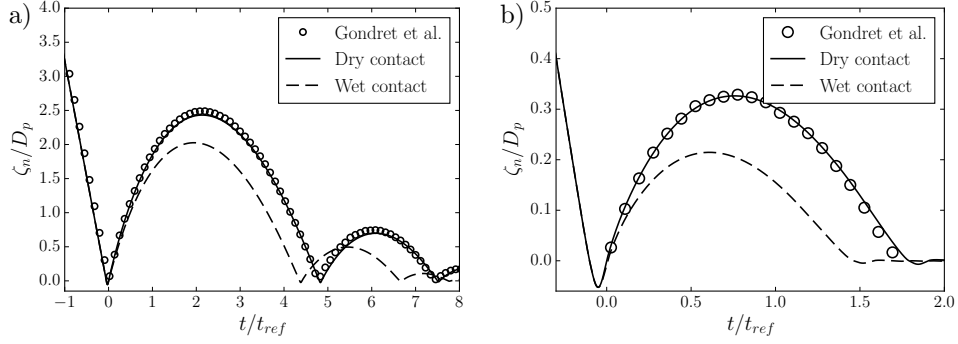 a)
4.0
3.5
3.0
2.5
2.0
1.5
1.0
0.5
0.0
ζn/Dp
Gondret et al.
Dry contact
Wet contact
−1 0 1 2 3 4 5 6 7 8
t/tref
b)
0.5
0.4
0.3
0.2
0.1
0.0
ζn/Dp
Gondret et al.
Dry contact
Wet contact
0.0 0.5 1.0 1.5 2.0
t/tref